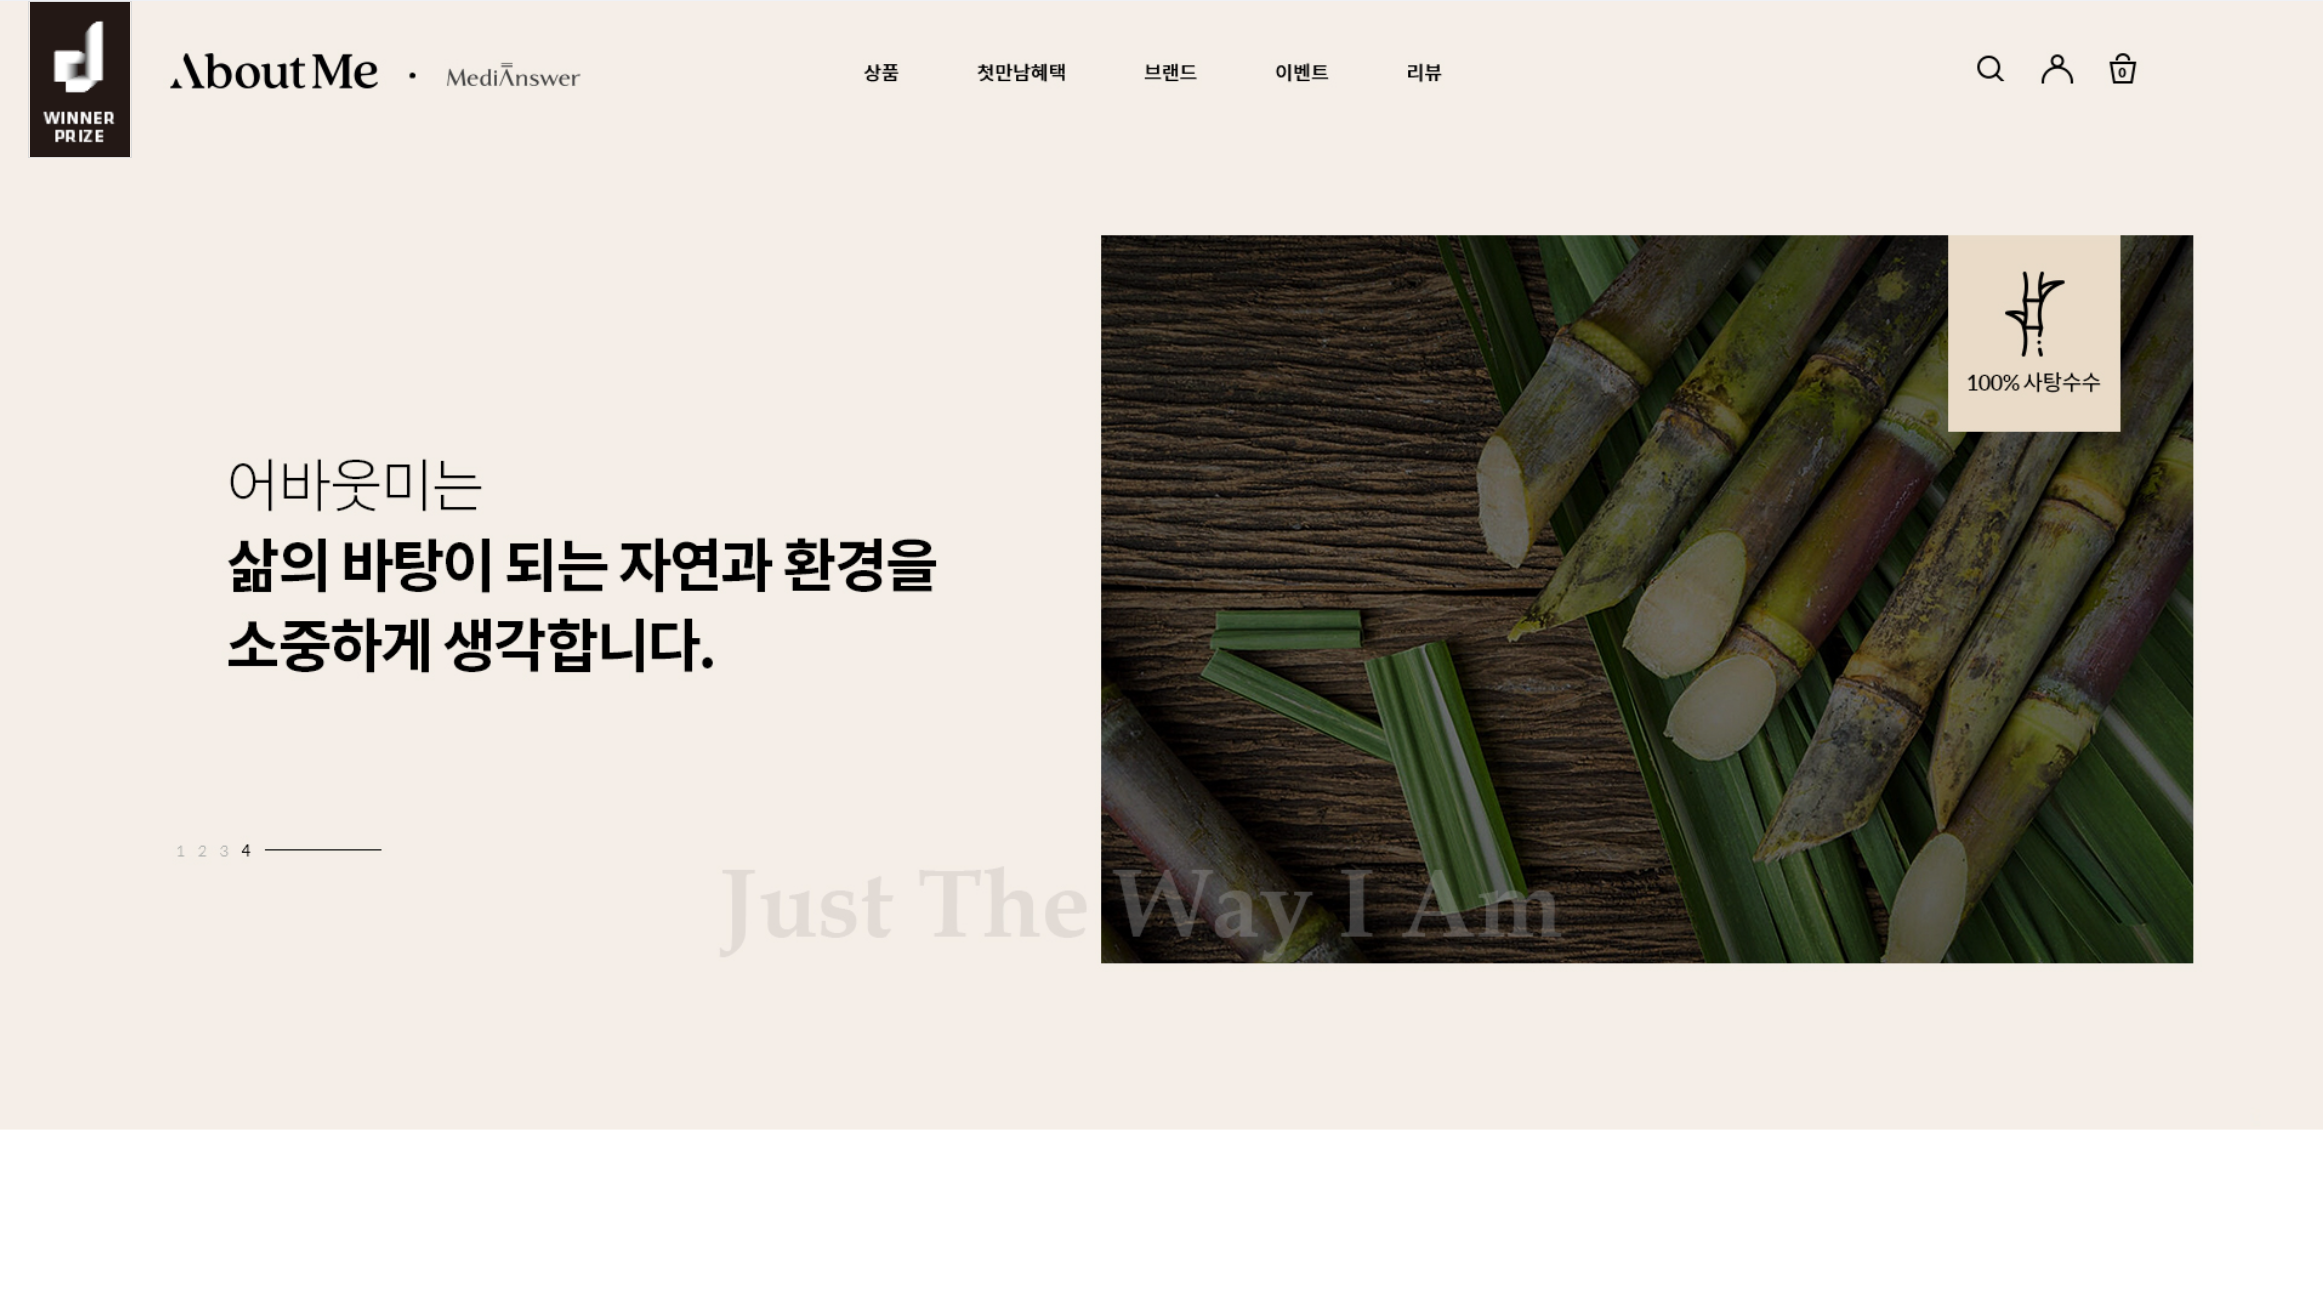 WINNER
PRIZE
About Me
•
MediAnswer
상품
첫만남혜택
브랜드
이벤트
리뷰
0
100% 사탕수수
어바웃미는
삶의 바탕이 되는 자연과 환경을
소중하게 생각합니다.
1 2 3 4
Just The Way I Am